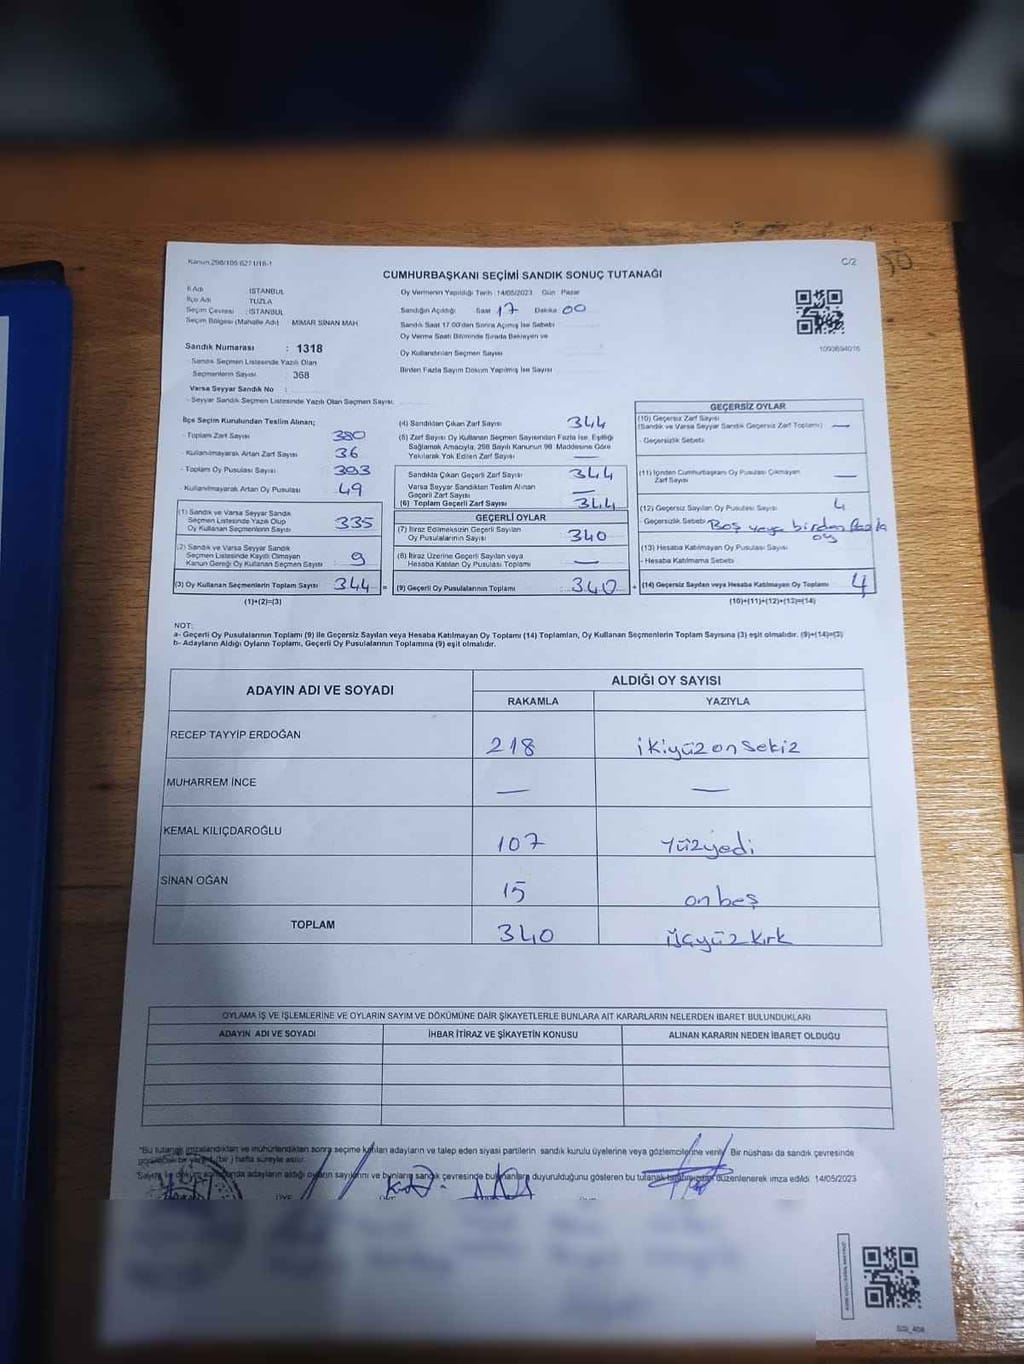 Kanun:298/105 6271/18-1
C/2
CUMHURBAŞKANI SEÇİMİ SANDIK SONUÇ TUTANAĞI
İl Adı : İSTANBUL
İlçe Adı : TUZLA
Seçim Çevresi : İSTANBUL
Seçim Bölgesi (Mahalle Adı) : MİMAR SİNAN MAH
Sandık Numarası : 1318
- Sandık Seçmen Listesinde Yazılı Olan
Seçmenlerin Sayısı : 368
Varsa Seyyar Sandık No :
- Seyyar Sandık Seçmen Listesinde Yazılı Olan Seçmen Sayısı:
Oy Vermenin Yapıldığı Tarih :14/05/2023 Gün Pazar
Sandığın Açıldığı Saat 17 Dakika 00
Sandık Saat 17.00'dan Sonra Açılmış İse Sebebi
Oy Verme Saati Bitiminde Sırada Bekleyen ve
Oy Kullandırılan Seçmen Sayısı
Birden Fazla Sayım Döküm Yapılmış İse Sayısı
İlçe Seçim Kurulundan Teslim Alınan;
- Toplam Zarf Sayısı 380
- Kullanılmayarak Artan Zarf Sayısı 36
- Toplam Oy Pusulası Sayısı 393
- Kullanılmayarak Artan Oy Pusulası 49
(1) Sandık ve Varsa Seyyar Sandık
Seçmen Listesinde Yazılı Olup
Oy Kullanan Seçmenlerin Sayısı 335
(2) Sandık ve Varsa Seyyar Sandık
Seçmen Listesinde Kayıtlı Olmayan
Kanun Gereği Oy Kullanan Seçmen Sayısı 9
(3) Oy Kullanan Seçmenlerin Toplam Sayısı 344 =
(1)+(2)=(3)
(4) Sandıktan Çıkan Zarf Sayısı 344
(5) Zarf Sayısı Oy Kullanan Seçmen Sayısından Fazla İse, Eşitliği
Sağlamak Amacıyla; 298 Sayılı Kanunun 98. Maddesine Göre
Yakılarak Yok Edilen Zarf Sayısı —
Sandıkta Çıkan Geçerli Zarf Sayısı 344
Varsa Seyyar Sandıktan Teslim Alınan
Geçerli Zarf Sayısı —
(6) Toplam Geçerli Zarf Sayısı 344
GEÇERLİ OYLAR
(7) İtiraz Edilmeksizin Geçerli Sayılan
Oy Pusulalarının Sayısı 340
(8) İtiraz Üzerine Geçerli Sayılan veya
Hesaba Katılan Oy Pusulaları Toplamı —
(9) Geçerli Oy Pusulalarının Toplamı 340 +
GEÇERSİZ OYLAR
(10) Geçersiz Zarf Sayısı
(Sandık ve Varsa Seyyar Sandık Geçersiz Zarf Toplamı) —
- Geçersizlik Sebebi
(11) İçinden Cumhurbaşkanı Oy Pusulası Çıkmayan
Zarf Sayısı —
(12) Geçersiz Sayılan Oy Pusulası Sayısı 4
- Geçersizlik Sebebi Boş veya birden fazla
oy
(13) Hesaba Katılmayan Oy Pusulası Sayısı
- Hesaba Katılmama Sebebi
(14) Geçersiz Sayılan veya Hesaba Katılmayan Oy Toplamı 4
(10)+(11)+(12)+(13)=(14)
NOT:
a- Geçerli Oy Pusulalarının Toplamı (9) ile Geçersiz Sayılan veya Hesaba Katılmayan Oy Toplamı (14) Toplamları, Oy Kullanan Seçmenlerin Toplam Sayısına (3) eşit olmalıdır. (9)+(14)=(3)
b- Adayların Aldığı Oyların Toplamı, Geçerli Oy Pusulalarının Toplamına (9) eşit olmalıdır.
ADAYIN ADI VE SOYADI
ALDIĞI OY SAYISI
RAKAMLA YAZIYLA
RECEP TAYYİP ERDOĞAN 218 ikiyüzonsekiz
MUHARREM İNCE — —
KEMAL KILIÇDAROĞLU 107 Yüzyedi
SİNAN OĞAN 15 onbeş
TOPLAM 340 üçyüzkırk
OYLAMA İŞ VE İŞLEMLERİNE VE OYLARIN SAYIM VE DÖKÜMÜNE DAİR ŞİKAYETLERLE BUNLARA AİT KARARLARIN NELERDEN İBARET BULUNDUKLARI
ADAYIN ADI VE SOYADI İHBAR İTİRAZ VE ŞİKAYETİN KONUSU ALINAN KARARIN NEDEN İBARET OLDUĞU
*Bu tutanak imzalandıktan ve mühürlendikten sonra seçime katılan adayların ve talep eden siyasi partilerin sandık kurulu üyelerine veya gözlemcilerine verilir. Bir nüshası da sandık çevresinde
(bir) hafta süreyle asılır.
adayların aldığı oyların sayılarını ve bunların sandık çevresinde bulunanlara duyurulduğunu gösteren bu tutanak düzenlenerek imza edildi. 14/05/2023